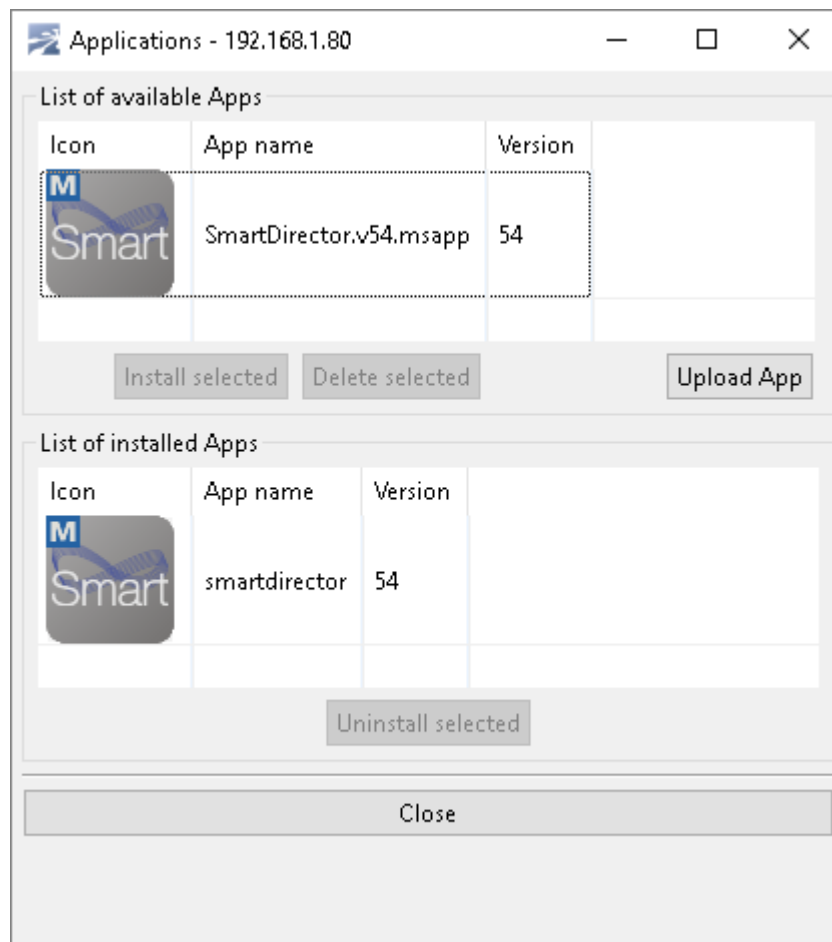 Applications - 192.168.1.80
List of available Apps
Icon App name Version
M
Smart
SmartDirector.v54.msapp 54
Install selected Delete selected Upload App
List of installed Apps
Icon App name Version
M
Smart
smartdirector 54
Uninstall selected
Close